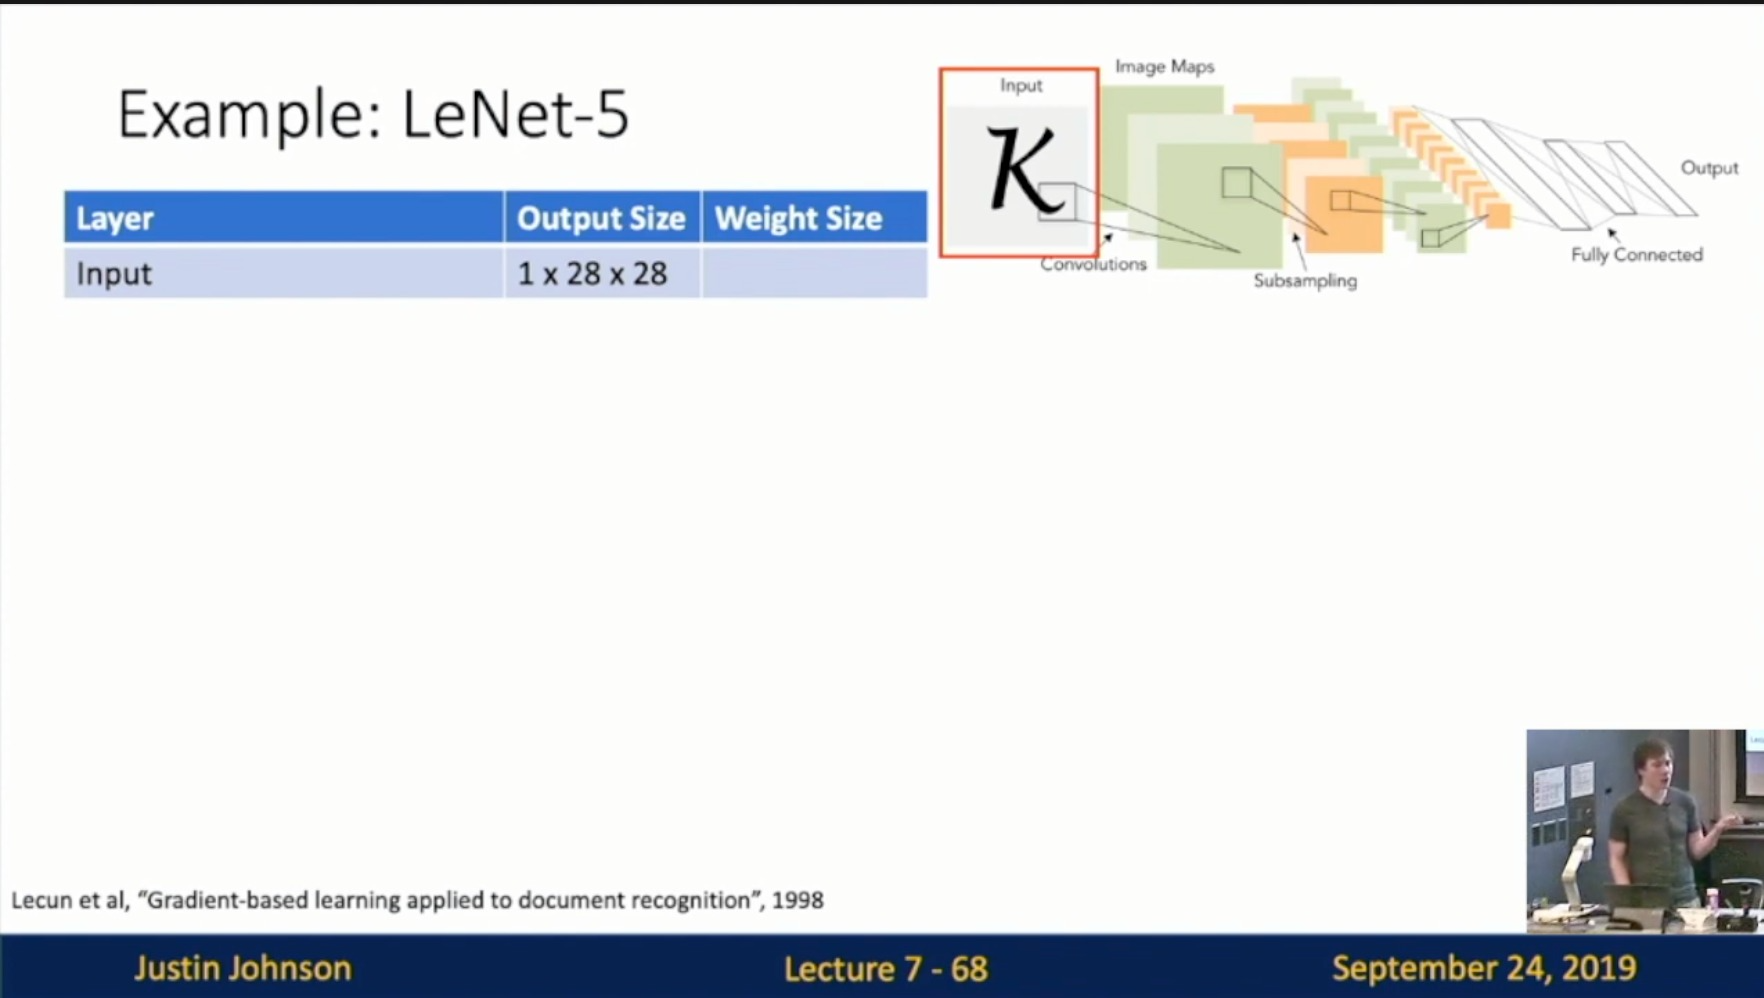 Example: LeNet-5
Input
Image Maps
Output
Convolutions
Subsampling
Fully Connected
Layer Output Size Weight Size
Input 1 x 28 x 28
Lecun et al, “Gradient-based learning applied to document recognition”, 1998
Justin Johnson Lecture 7 - 68 September 24, 2019